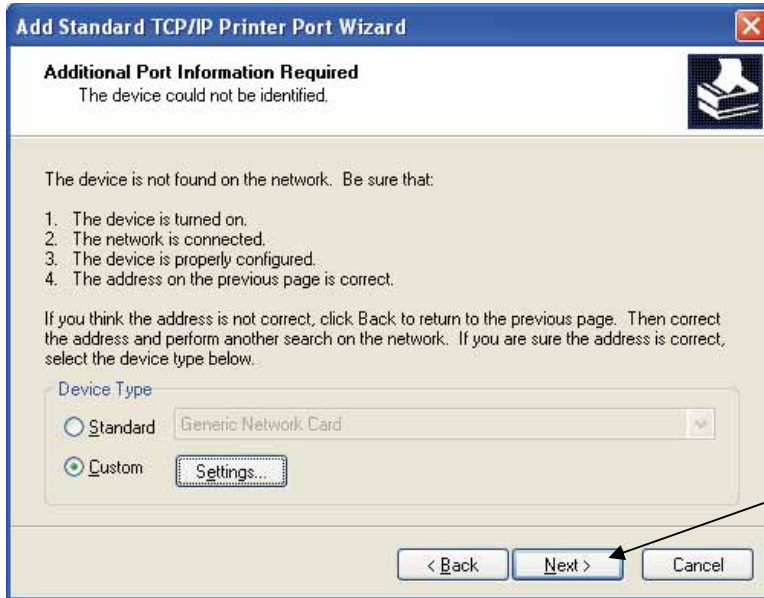 Add Standard TCP/IP Printer Port Wizard
Additional Port Information Required
The device could not be identified.
The device is not found on the network. Be sure that:
1. The device is turned on.
2. The network is connected.
3. The device is properly configured.
4. The address on the previous page is correct.
If you think the address is not correct, click Back to return to the previous page. Then correct
the address and perform another search on the network. If you are sure the address is correct,
select the device type below.
Device Type
Standard Generic Network Card
Custom Settings...
< Back Next > Cancel